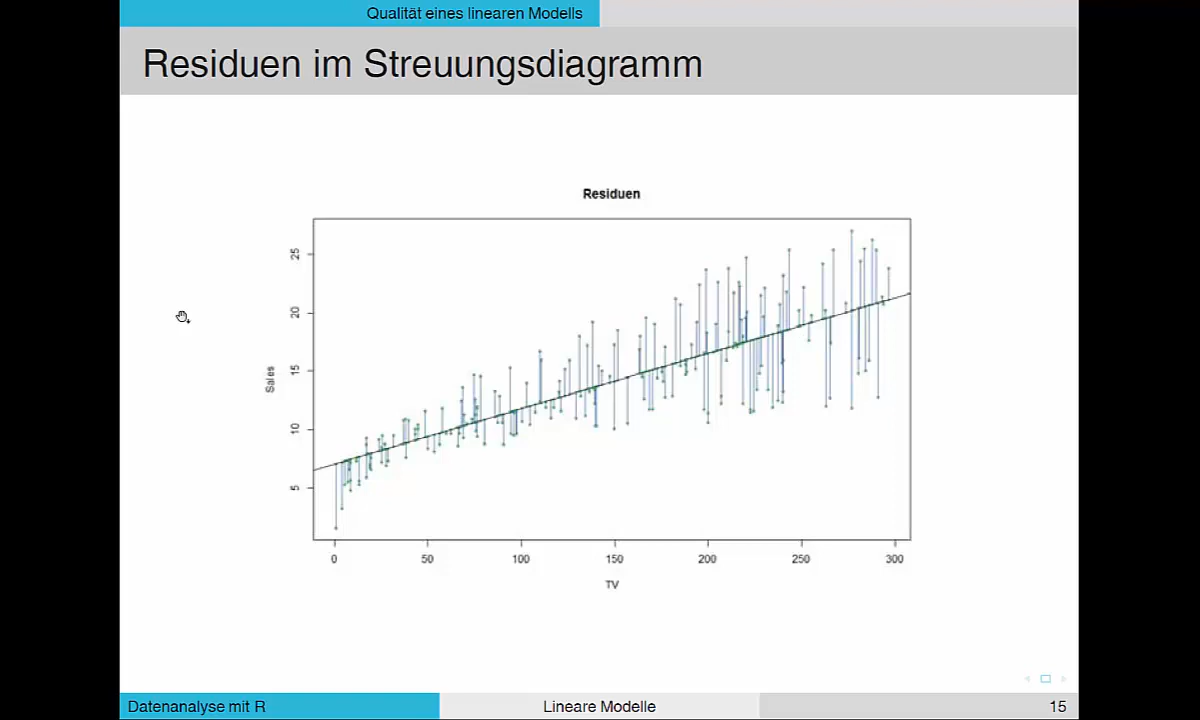 Qualität eines linearen Modells
Residuen im Streuungsdiagramm
Residuen
Sales
25
20
15
10
5
0 50 100 150 200 250 300
TV
Datenanalyse mit R Lineare Modelle 15